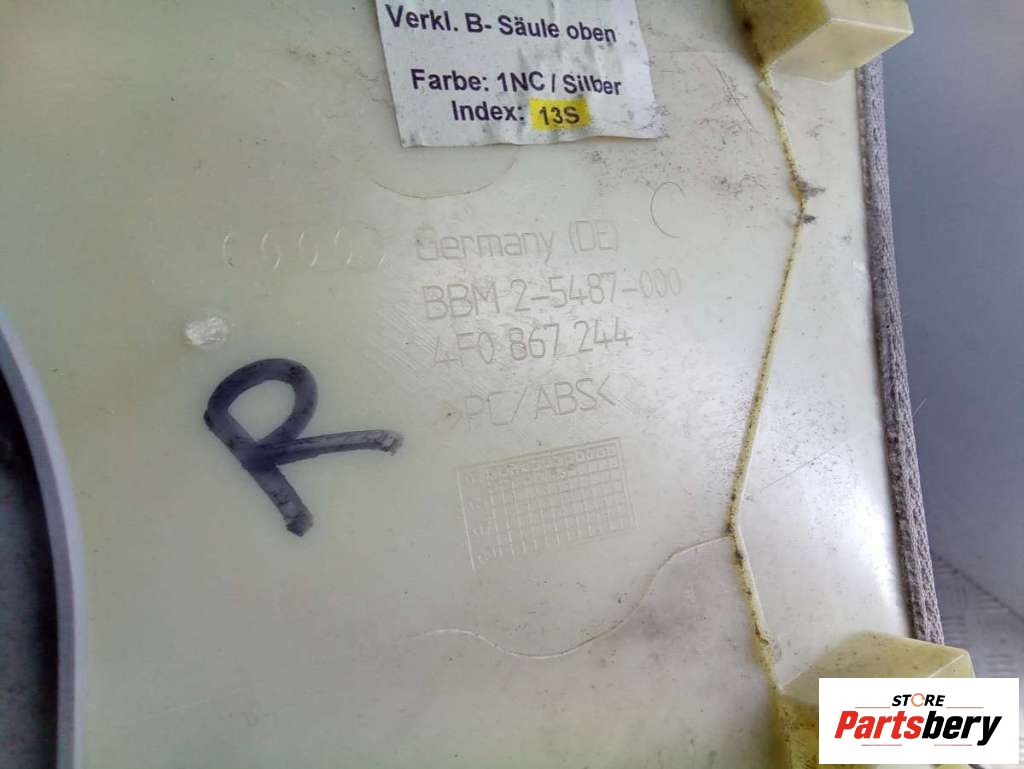 Verkl. B- Säule oben
Farbe: 1NC / Silber
Index: 13S
Germany (DE)
BBM 2-5487-000
4F0 867 244
>PC/ABS<
R
STORE
Partsbery